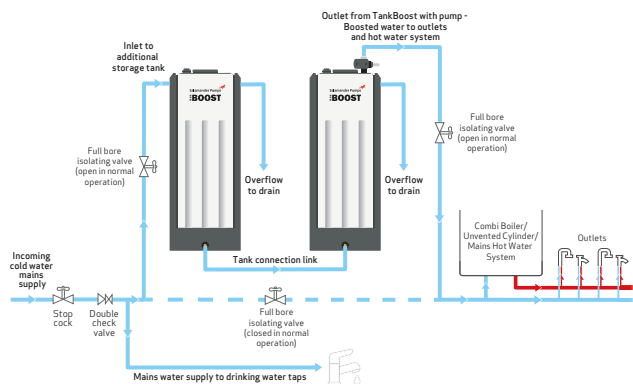 Outlet from TankBoost with pump -
Boosted water to outlets
and hot water system
Inlet to
additional
storage tank
Salamander Pumps
BOOST
Salamander Pumps
BOOST
Full bore
isolating valve
(open in normal
operation)
Full bore
isolating valve
(open in normal
operation)
Overflow
to drain
Overflow
to drain
Combi Boiler/
Unvented Cylinder/
Mains Hot Water
System
Outlets
Tank connection link
Incoming
cold water
mains
supply
Stop
cock
Double
check
valve
Full bore
isolating valve
(closed in normal
operation)
Mains water supply to drinking water taps